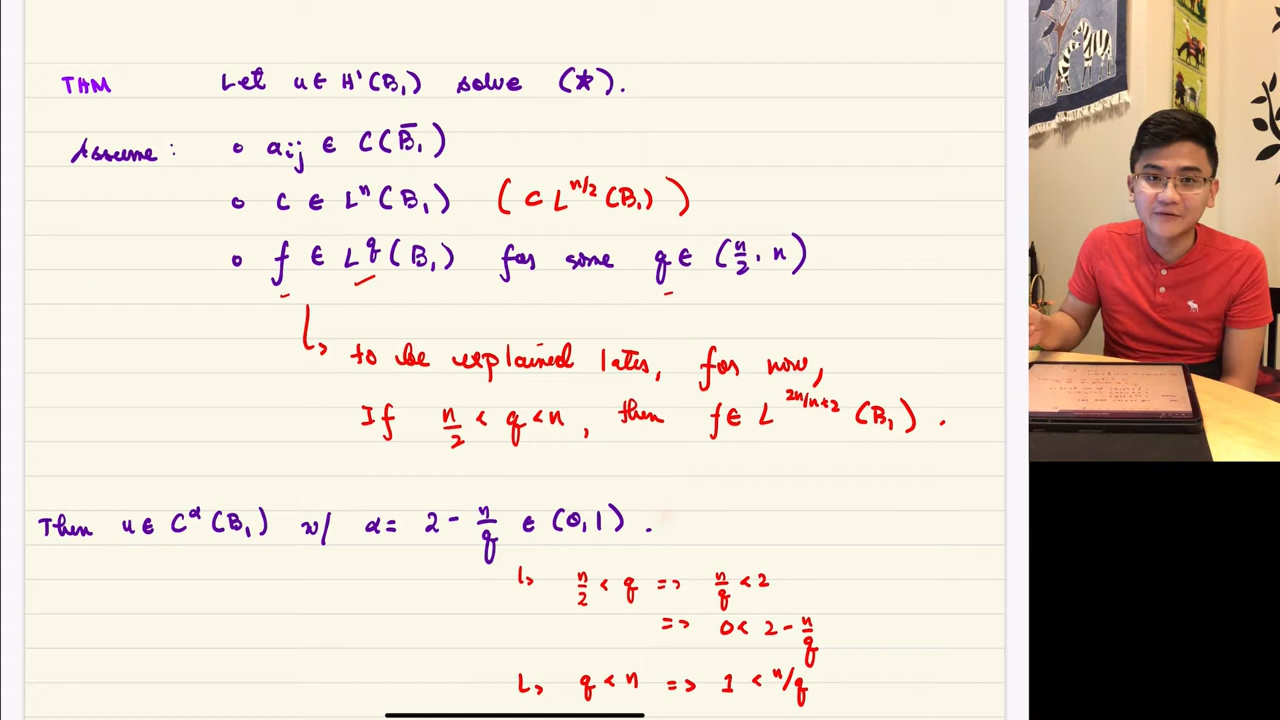 THM Let u ∈ H¹(B₁) solve (*).
Assume: ∘ aij ∈ C(B̄₁)
∘ c ∈ Lⁿ(B₁) (⊂ L^{n/2}(B₁))
∘ f ∈ L^q(B₁) for some q ∈ (n/2, n)
↳ to be explained later, for now,
If n/2 < q < n, then f ∈ L^{2n/n+2}(B₁).
Then u ∈ C^α(B₁) w/ α = 2 - n/q ∈ (0,1).
↳ n/2 < q => n/q < 2
=> 0 < 2 - n/q
↳ q < n => 1 < n/q